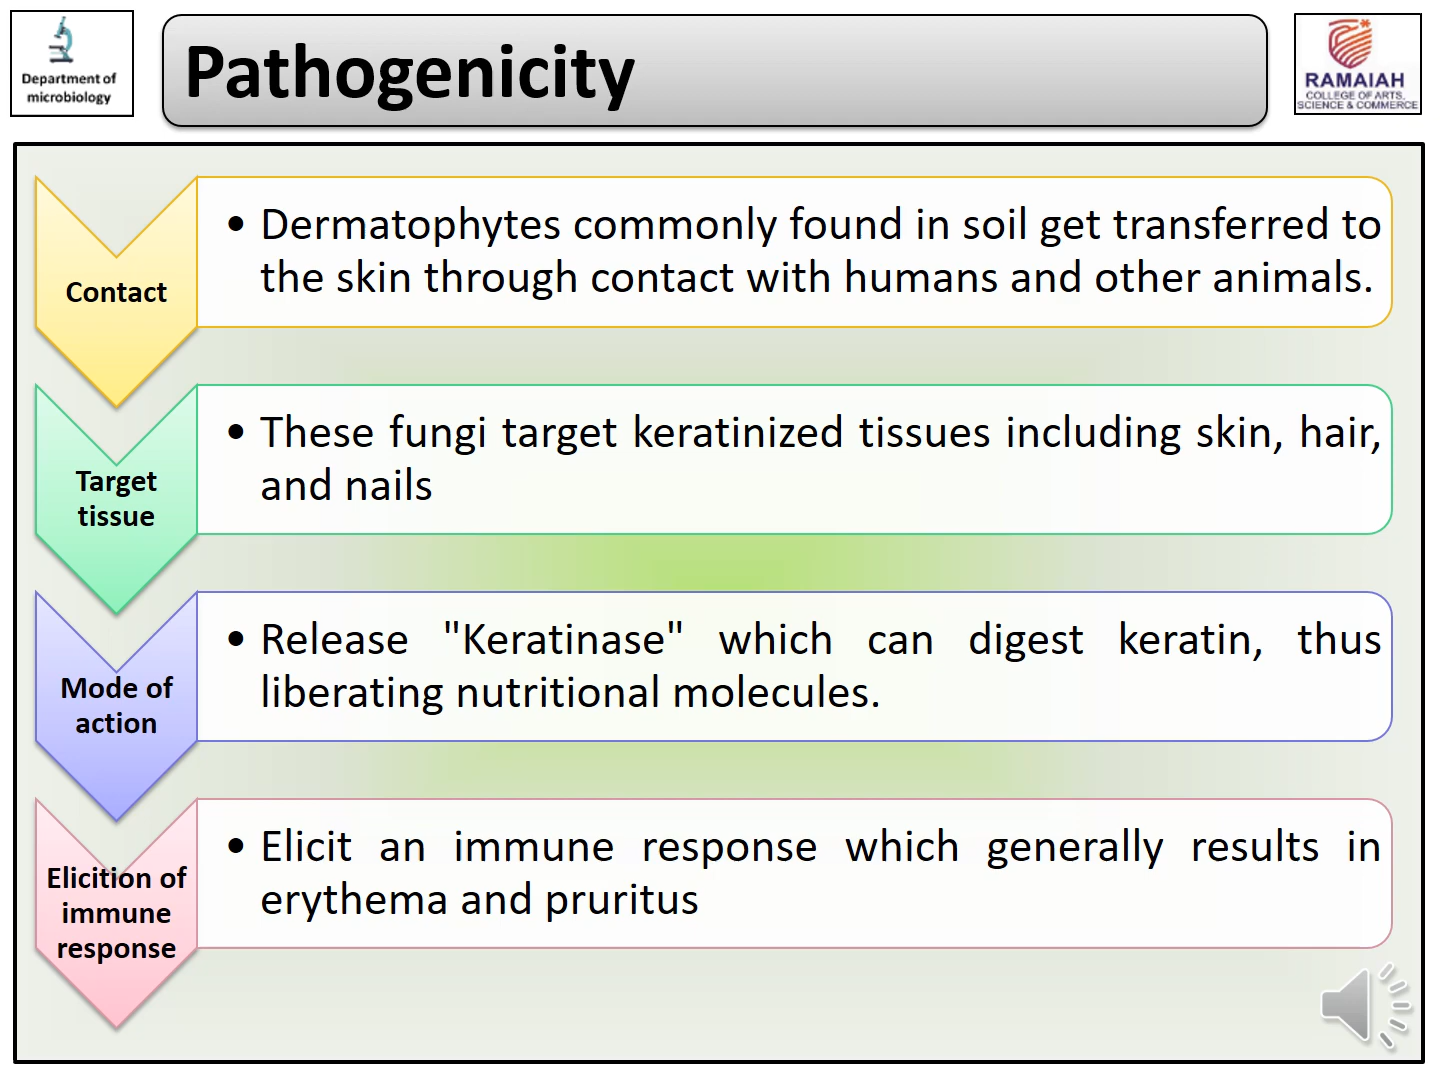 Department of
microbiology
Pathogenicity
RAMAIAH
COLLEGE OF ARTS,
SCIENCE & COMMERCE
Contact
• Dermatophytes commonly found in soil get transferred to
the skin through contact with humans and other animals.
Target
tissue
• These fungi target keratinized tissues including skin, hair,
and nails
Mode of
action
• Release "Keratinase" which can digest keratin, thus
liberating nutritional molecules.
Elicition of
immune
response
• Elicit an immune response which generally results in
erythema and pruritus